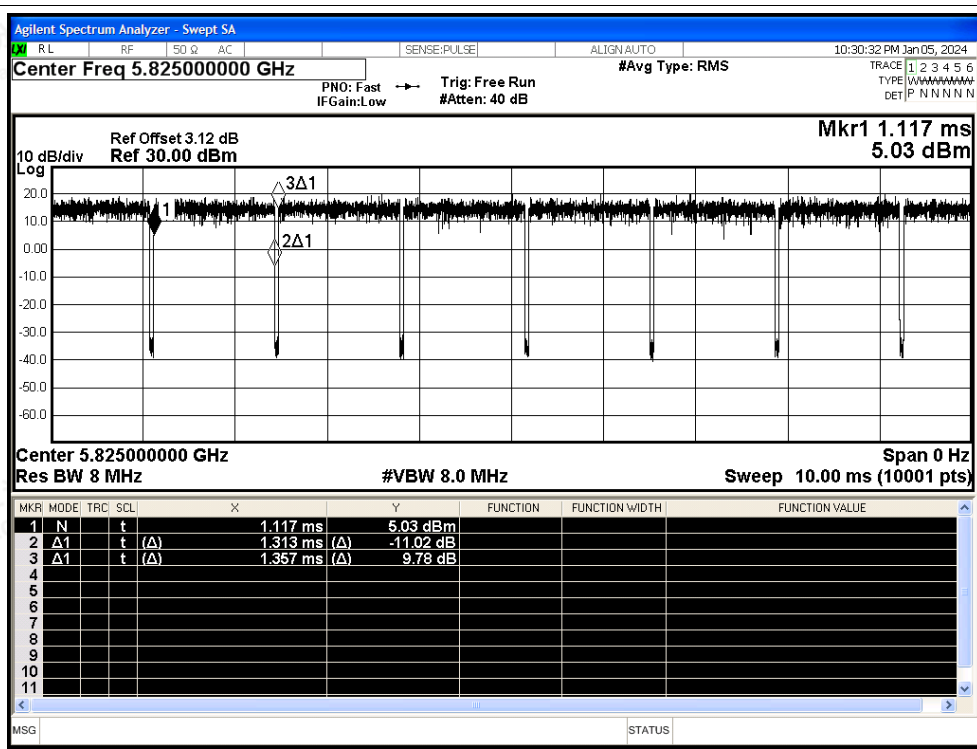 Agilent Spectrum Analyzer - Swept SA
LXI RL RF 50 Ω AC SENSE:PULSE ALIGN AUTO 10:30:32 PM Jan 05, 2024
Center Freq 5.825000000 GHz
#Avg Type: RMS
TRACE 1 2 3 4 5 6
PNO: Fast Trig: Free Run
TYPE
IFGain:Low #Atten: 40 dB
DET P N N N N N
Mkr1 1.117 ms
Ref Offset 3.12 dB
10 dB/div Ref 30.00 dBm 5.03 dBm
Log
20.0
10.0
0.00
-10.0
-20.0
-30.0
-40.0
-50.0
-60.0
1
3Δ1
2Δ1
Center 5.825000000 GHz Span 0 Hz
Res BW 8 MHz #VBW 8.0 MHz Sweep 10.00 ms (10001 pts)
MKR MODE TRC SCL X Y FUNCTION FUNCTION WIDTH FUNCTION VALUE
1 N t 1.117 ms 5.03 dBm
2 Δ1 t (Δ) 1.313 ms (Δ) -11.02 dB
3 Δ1 t (Δ) 1.357 ms (Δ) 9.78 dB
4
5
6
7
8
9
10
11
MSG STATUS